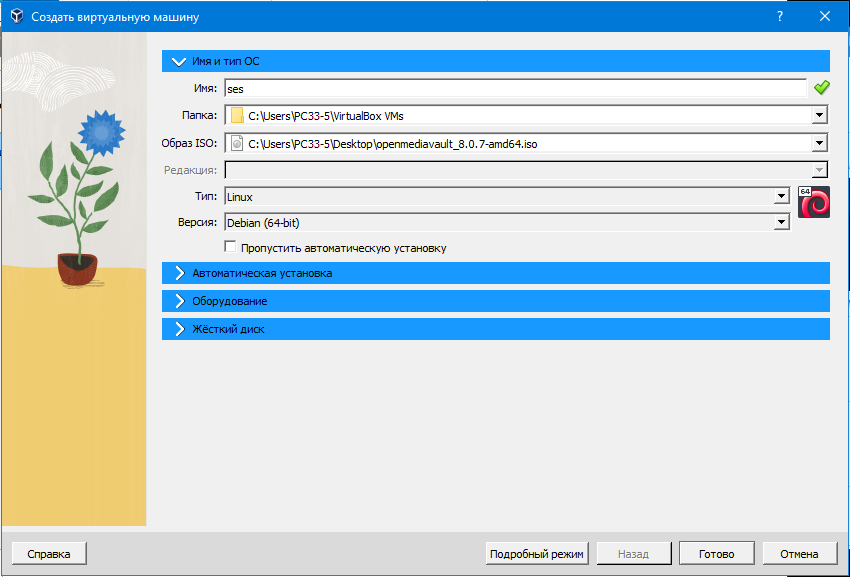 Создать виртуальную машину
?
Имя и тип ОС
Имя: ses
Папка: C:\Users\PC33-5\VirtualBox VMs
Образ ISO: C:\Users\PC33-5\Desktop\openmediavault_8.0.7-amd64.iso
Редакция:
Тип: Linux
64
Версия: Debian (64-bit)
Пропустить автоматическую установку
Автоматическая установка
Оборудование
Жёсткий диск
Справка Подробный режим Назад Готово Отмена